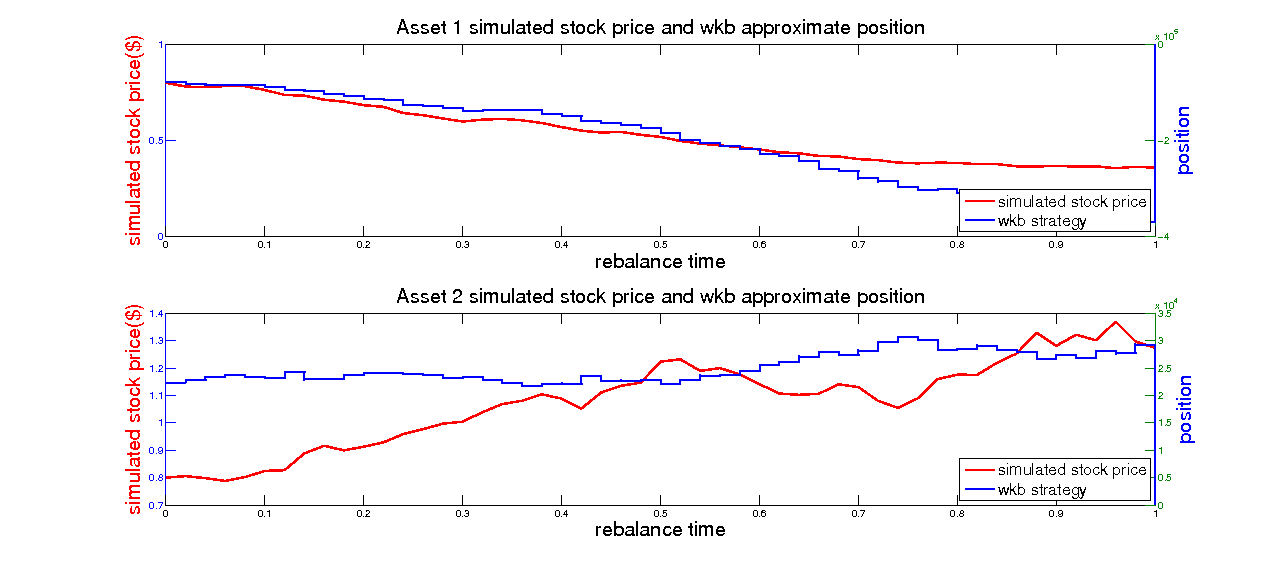 Asset 1 simulated stock price and wkb approximate position
x 10^5
simulated stock price($)
position
1
0.5
0
0
-2
-4
0 0.1 0.2 0.3 0.4 0.5 0.6 0.7 0.8 0.9 1
simulated stock price
wkb strategy
rebalance time
Asset 2 simulated stock price and wkb approximate position
x 10^4
simulated stock price($)
position
1.4
1.3
1.2
1.1
1
0.9
0.8
0.7
3.5
3
2.5
2
1.5
1
0.5
0
0 0.1 0.2 0.3 0.4 0.5 0.6 0.7 0.8 0.9 1
simulated stock price
wkb strategy
rebalance time